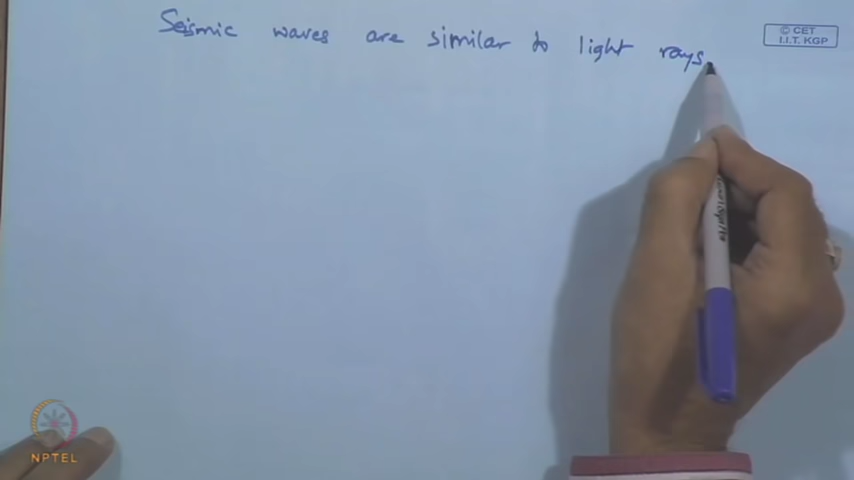 Seismic waves are similar to light rays
© CET
I.I.T. KGP
NPTEL